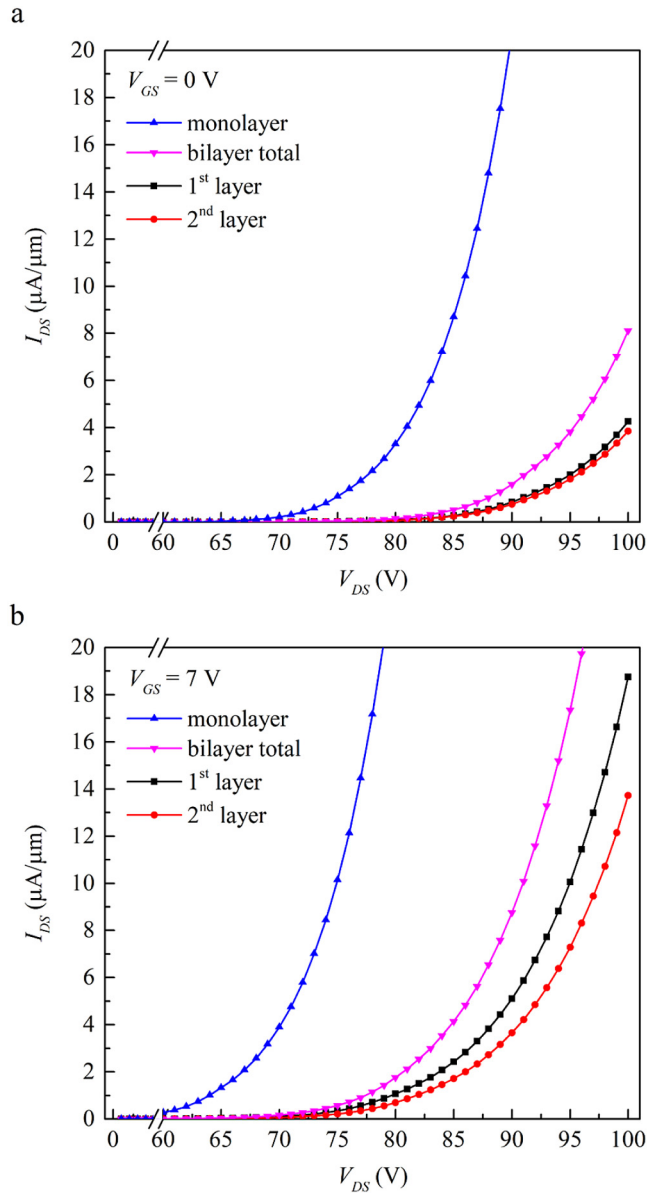 a
20
18
16
14
12
10
8
6
4
2
0
I_DS (μA/μm)
V_GS = 0 V
monolayer
bilayer total
1st layer
2nd layer
0 60 65 70 75 80 85 90 95 100
V_DS (V)
b
20
18
16
14
12
10
8
6
4
2
0
I_DS (μA/μm)
V_GS = 7 V
monolayer
bilayer total
1st layer
2nd layer
0 60 65 70 75 80 85 90 95 100
V_DS (V)